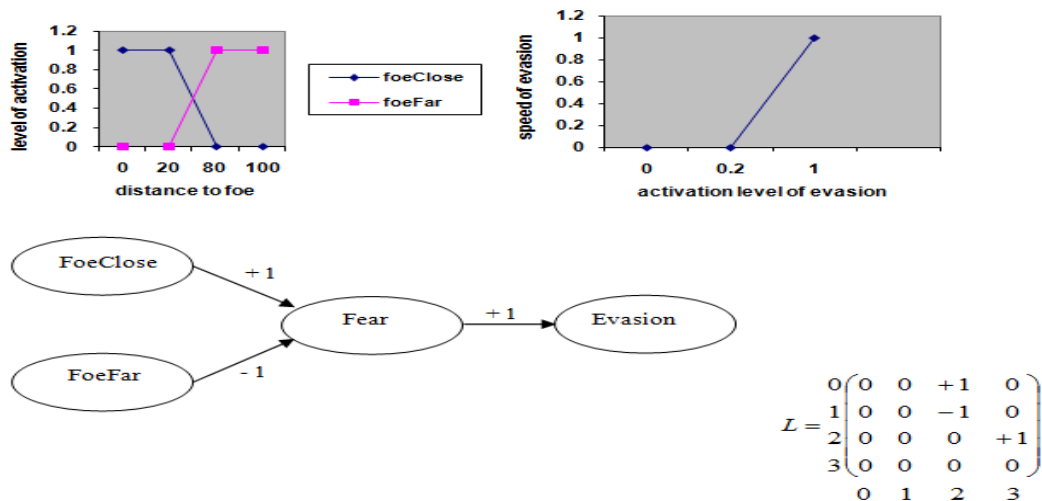 level of activation
1.2
1
0.8
0.6
0.4
0.2
0
0 20 80 100
distance to foe
foeClose
foeFar
speed of evasion
1.2
1
0.8
0.6
0.4
0.2
0
0 0.2 1
activation level of evasion
FoeClose
+ 1
Fear
+ 1
Evasion
FoeFar
- 1
L =
0 0 0 +1 0
1 0 0 −1 0
2 0 0 0 +1
3 0 0 0 0
0 1 2 3